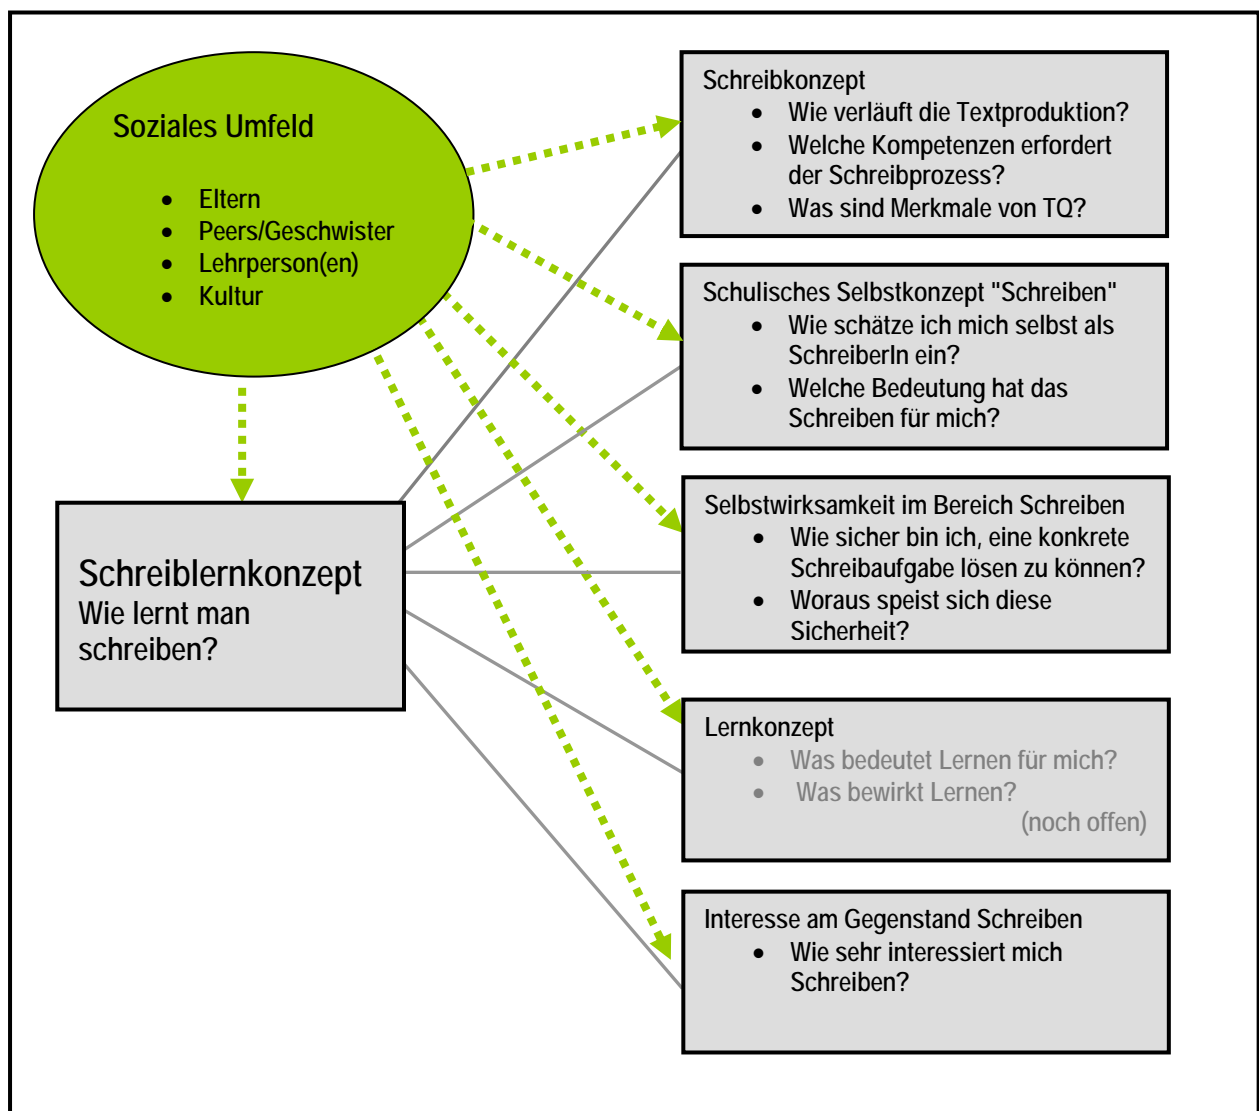 Soziales Umfeld
• Eltern
• Peers/Geschwister
• Lehrperson(en)
• Kultur
Schreiblernkonzept
Wie lernt man
schreiben?
Schreibkonzept
• Wie verläuft die Textproduktion?
• Welche Kompetenzen erfordert
der Schreibprozess?
• Was sind Merkmale von TQ?
Schulisches Selbstkonzept "Schreiben"
• Wie schätze ich mich selbst als
SchreiberIn ein?
• Welche Bedeutung hat das
Schreiben für mich?
Selbstwirksamkeit im Bereich Schreiben
• Wie sicher bin ich, eine konkrete
Schreibaufgabe lösen zu können?
• Woraus speist sich diese
Sicherheit?
Lernkonzept
• Was bedeutet Lernen für mich?
• Was bewirkt Lernen?
(noch offen)
Interesse am Gegenstand Schreiben
• Wie sehr interessiert mich
Schreiben?